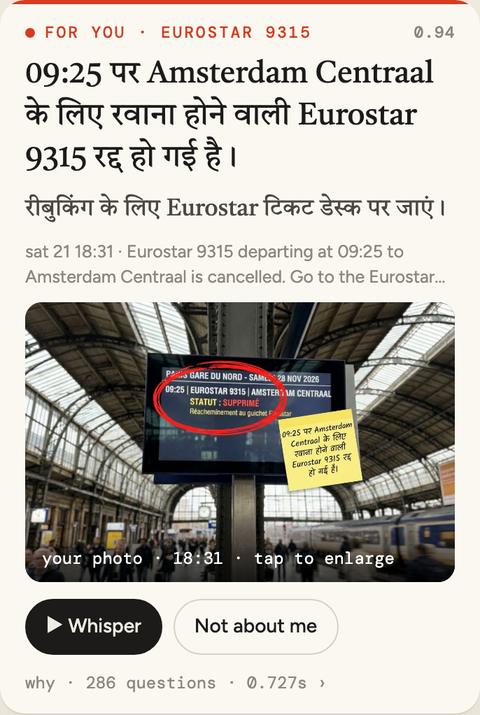 FOR YOU · EUROSTAR 9315
0.94
09:25 पर Amsterdam Centraal
के लिए रवाना होने वाली Eurostar
9315 रद्द हो गई है।
रीबुकिंग के लिए Eurostar टिकट डेस्क पर जाएं।
sat 21 18:31 · Eurostar 9315 departing at 09:25 to
Amsterdam Centraal is cancelled. Go to the Eurostar…
PARIS GARE DU NORD - SAMEDI 28 NOV 2026
09:25 | EUROSTAR 9315 | AMSTERDAM CENTRAAL
STATUT : SUPPRIMÉ
Réacheminement au guichet Eurostar
09:25 पर Amsterdam
Centraal के लिए
रवाना होने वाली
Eurostar 9315 रद्द
हो गई है।
your photo · 18:31 · tap to enlarge
▶ Whisper
Not about me
why · 286 questions · 0.727s ›